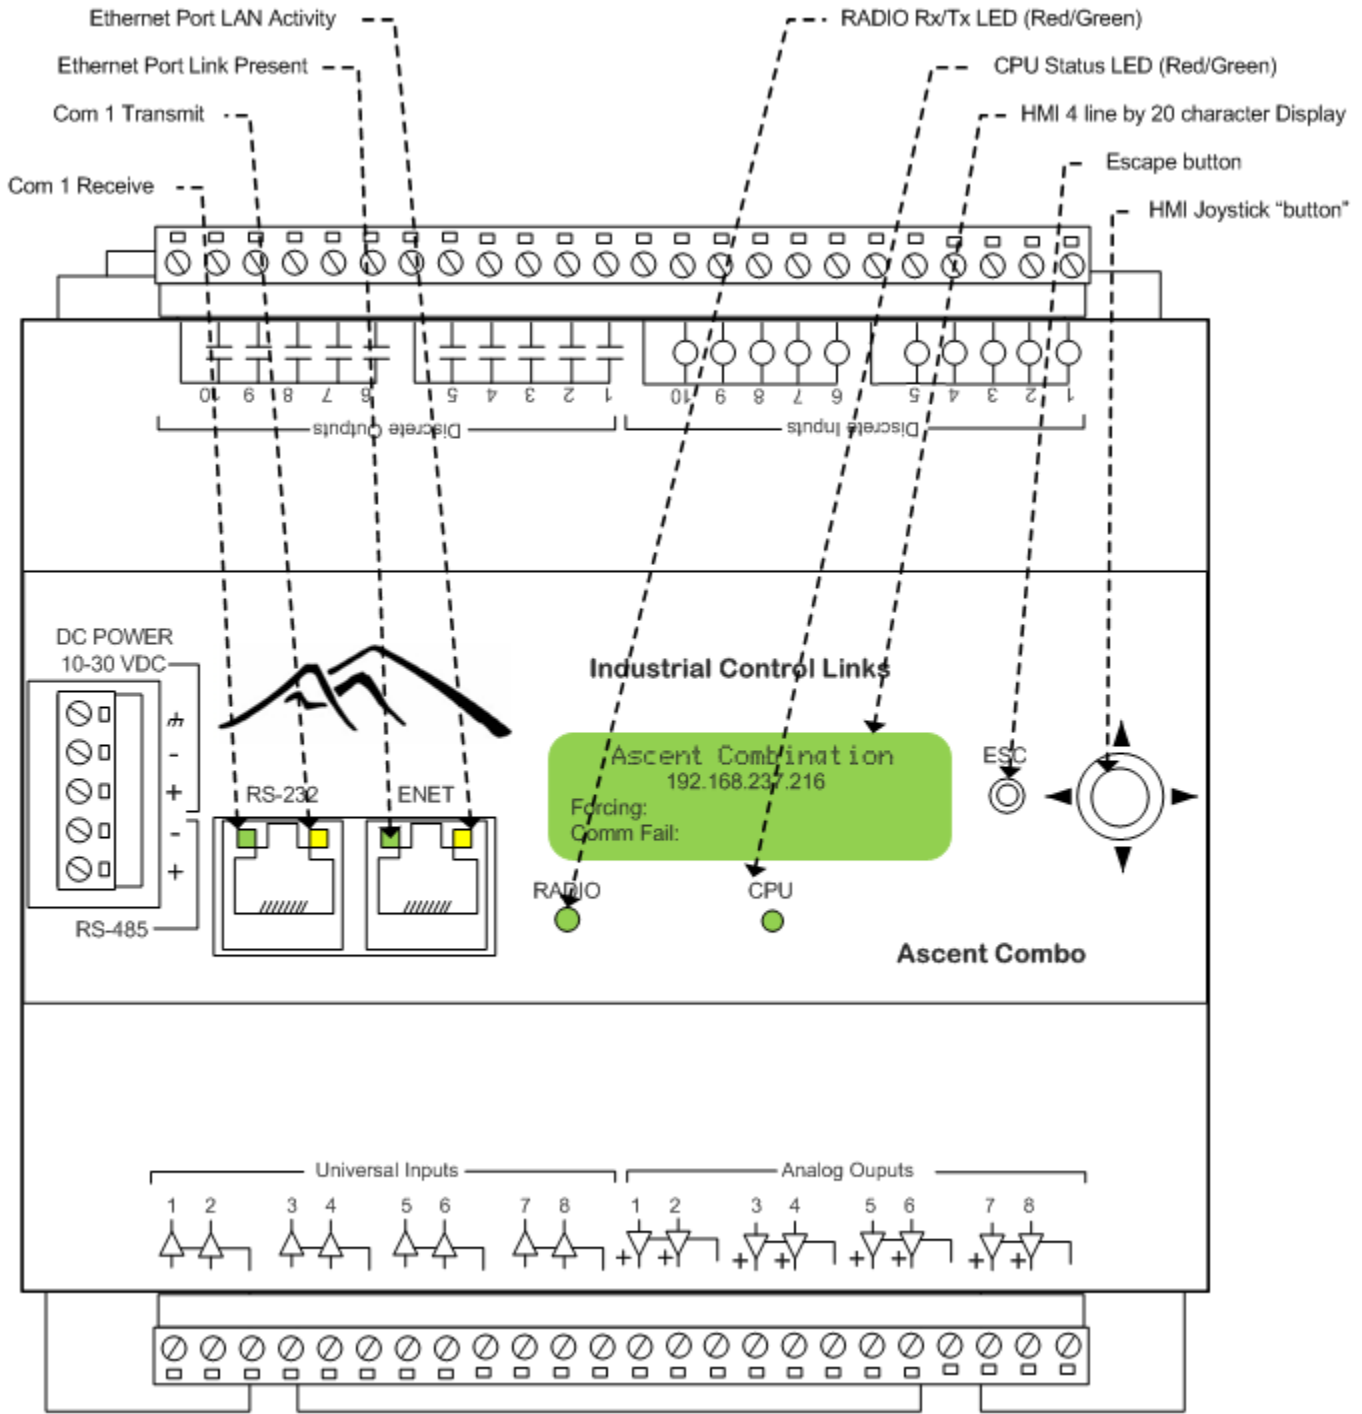 Ethernet Port LAN Activity
RADIO Rx/Tx LED (Red/Green)
Ethernet Port Link Present
CPU Status LED (Red/Green)
Com 1 Transmit
HMI 4 line by 20 character Display
Escape button
Com 1 Receive
HMI Joystick “button”
10 9 8 7 6 5 4 3 2 1 10 9 8 7 6 5 4 3 2 1
Discrete Outputs
Discrete Inputs
DC POWER
10-30 VDC
-
+
-
+
RS-485
RS-232
ENET
Industrial Control Links
Ascent Combination
192.168.237.216
Forcing:
Comm Fail:
ESC
RADIO
CPU
Ascent Combo
Universal Inputs
Analog Ouputs
1 2 3 4 5 6 7 8 1 2 3 4 5 6 7 8
+ + + + + + + +